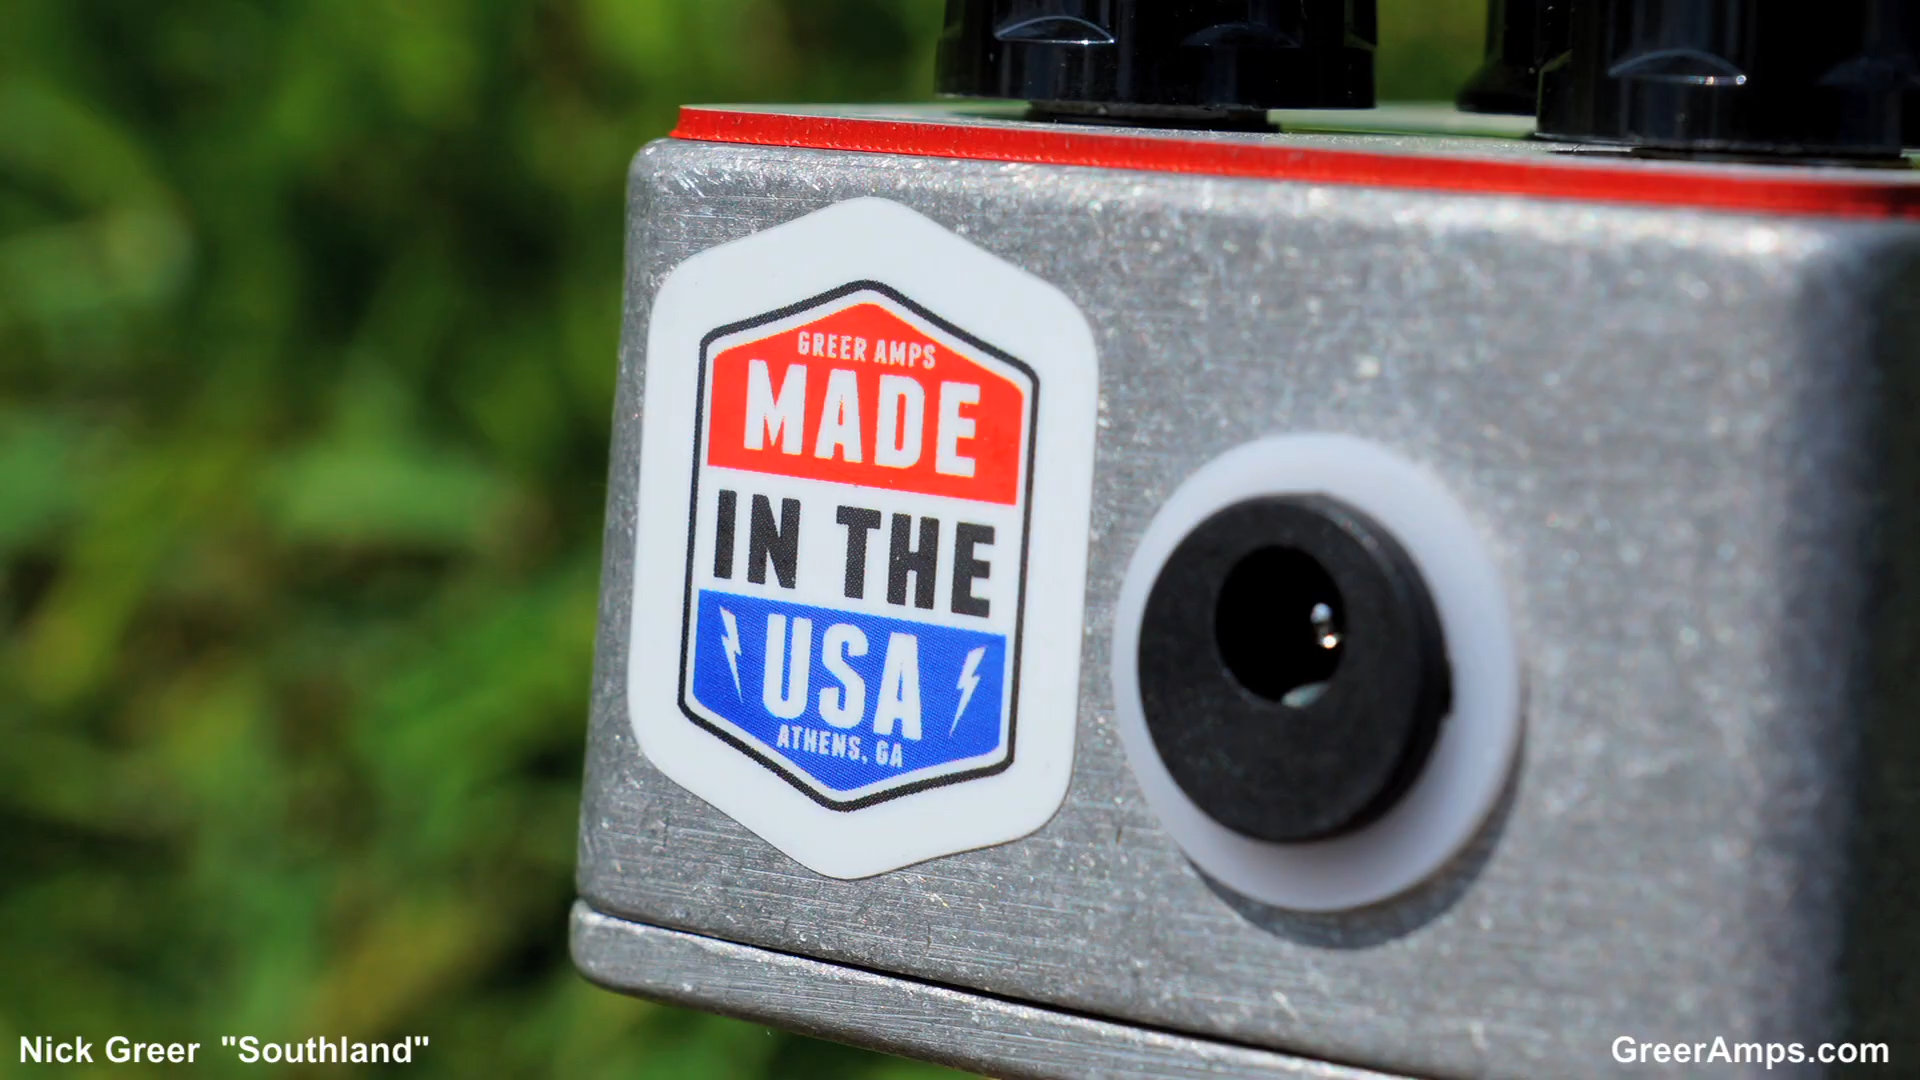 GREER AMPS
MADE
IN THE
USA
ATHENS, GA
Nick Greer "Southland"
GreerAmps.com